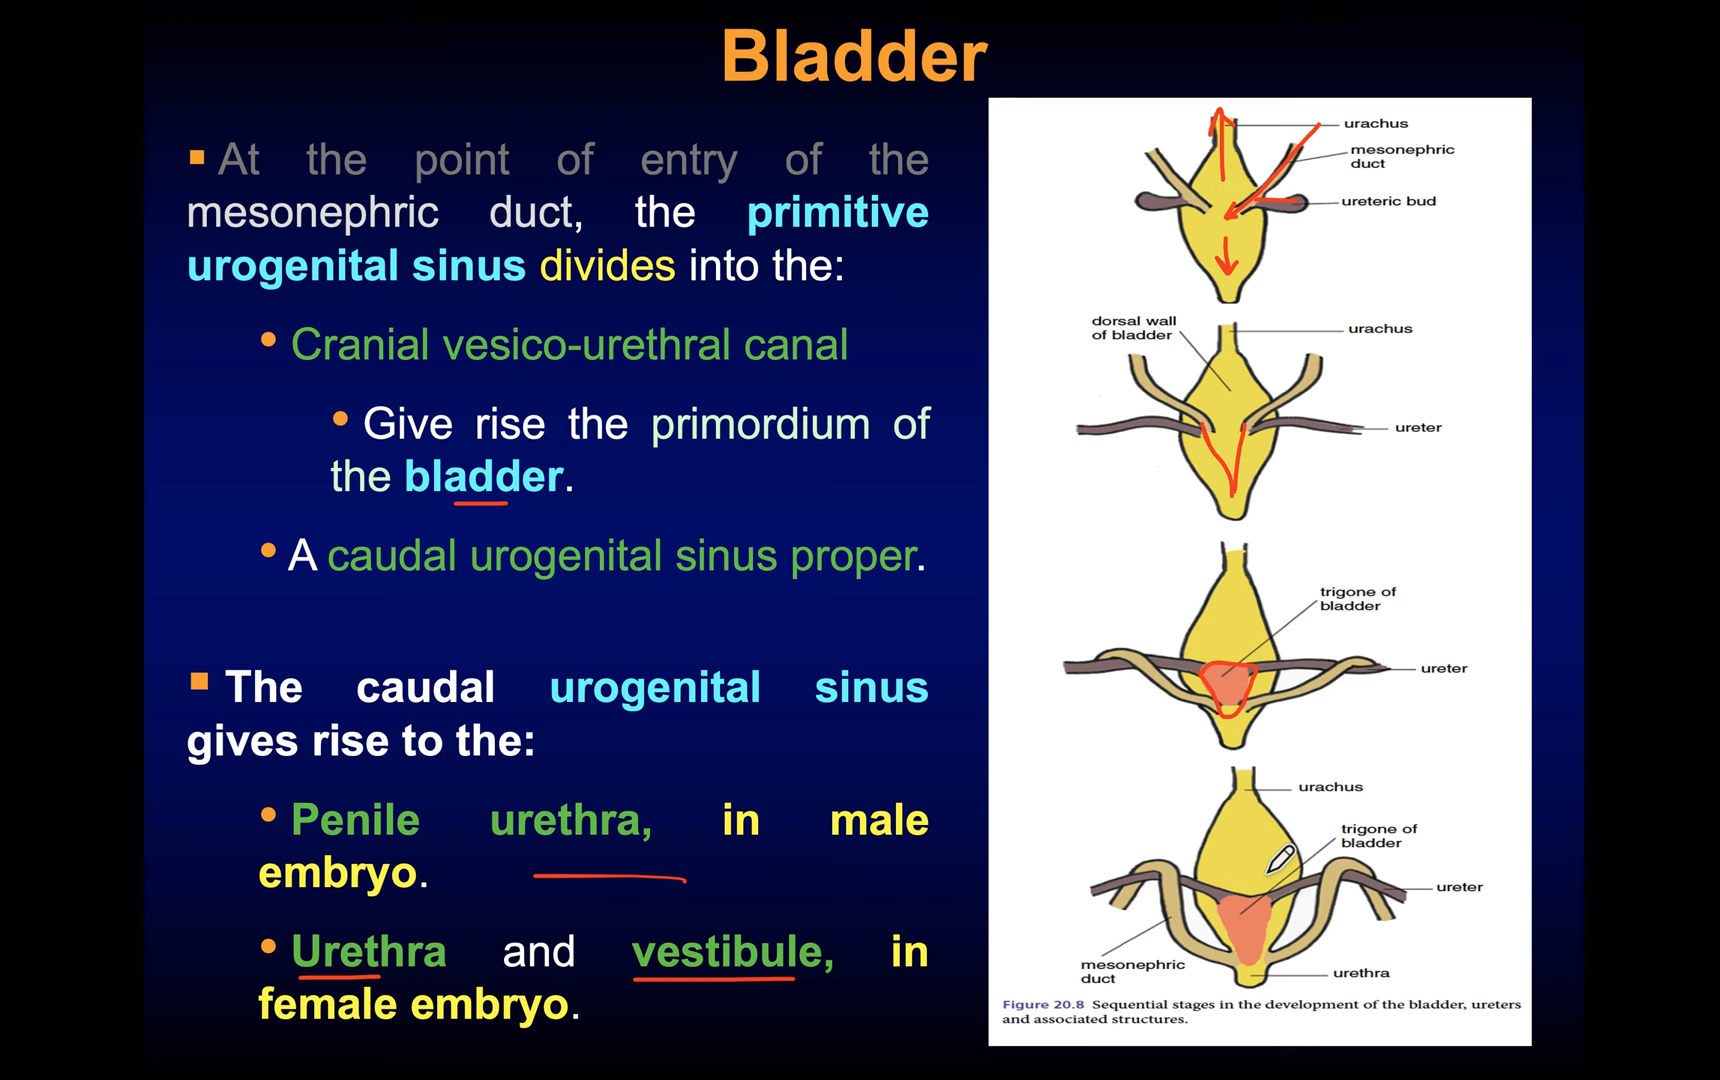 Bladder
▪ At the point of entry of the
mesonephric duct, the primitive
urogenital sinus divides into the:
• Cranial vesico-urethral canal
• Give rise the primordium of
the bladder.
• A caudal urogenital sinus proper.
▪ The caudal urogenital sinus
gives rise to the:
• Penile urethra, in male
embryo.
• Urethra and vestibule, in
female embryo.
urachus
mesonephric
duct
ureteric bud
dorsal wall
of bladder
urachus
ureter
trigone of
bladder
ureter
urachus
trigone of
bladder
ureter
mesonephric
duct
urethra
Figure 20.8 Sequential stages in the development of the bladder, ureters
and associated structures.